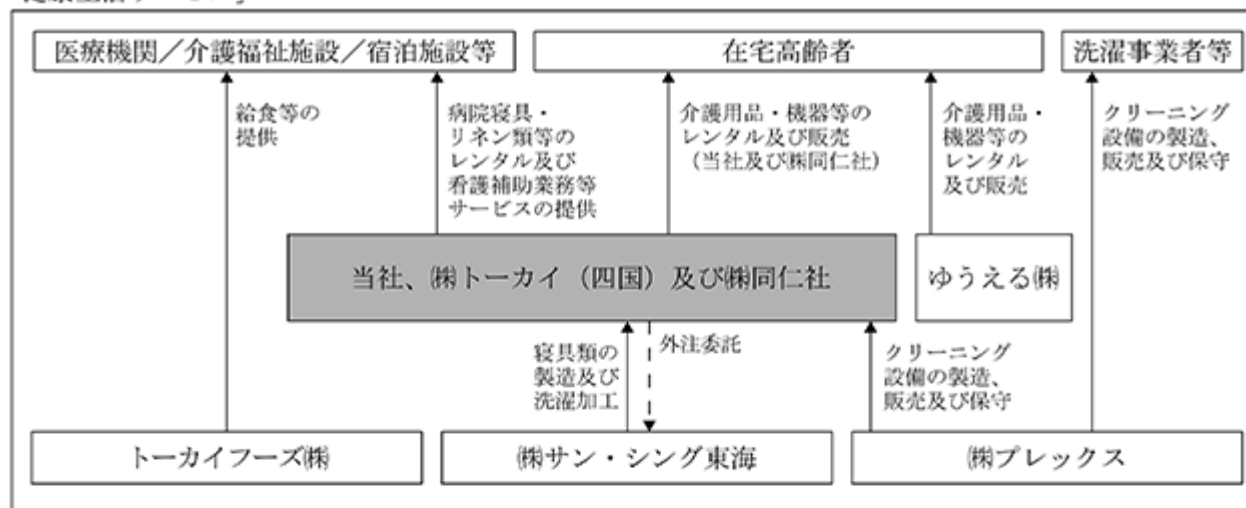 医療機関／介護福祉施設／宿泊施設等
在宅高齢者
洗濯事業者等
給食等の
提供
病院寝具・
リネン類等の
レンタル及び
看護補助業務等
サービスの提供
介護用品・機器等の
レンタル及び販売
（当社及び㈱同仁社）
介護用品・
機器等の
レンタル
及び販売
クリーニング
設備の製造、
販売及び保守
当社、㈱トーカイ（四国）及び㈱同仁社
ゆうえる㈱
寝具類の
製造及び
洗濯加工
外注委託
クリーニング
設備の製造、
販売及び保守
トーカイフーズ㈱
㈱サン・シング東海
㈱プレックス